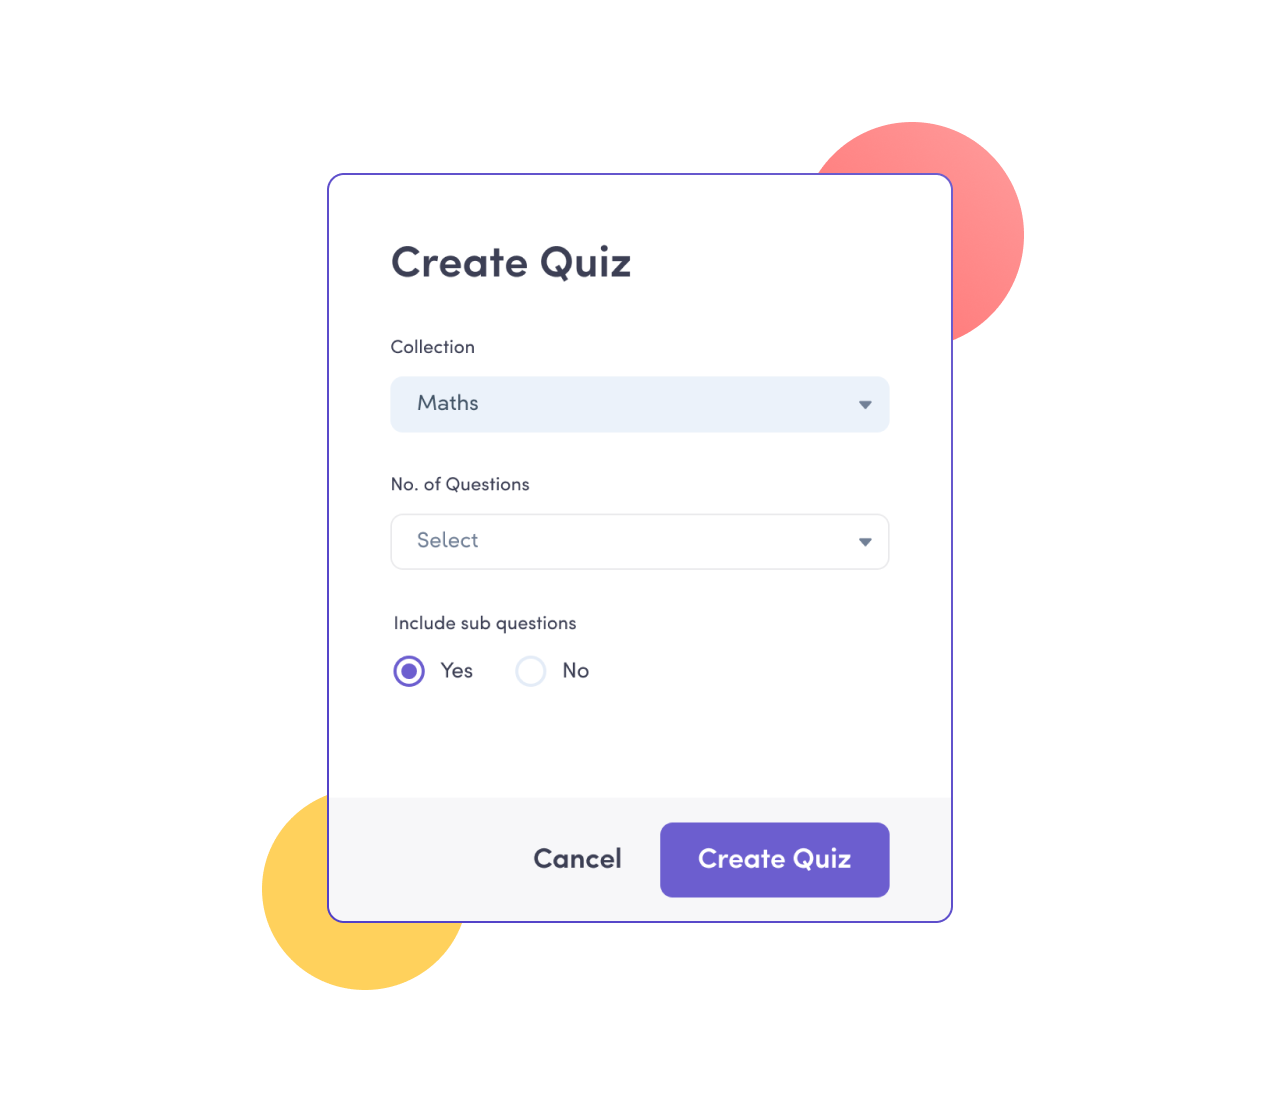 Create Quiz
Collection
Maths
No. of Questions
Select
Include sub questions
Yes No
Cancel Create Quiz